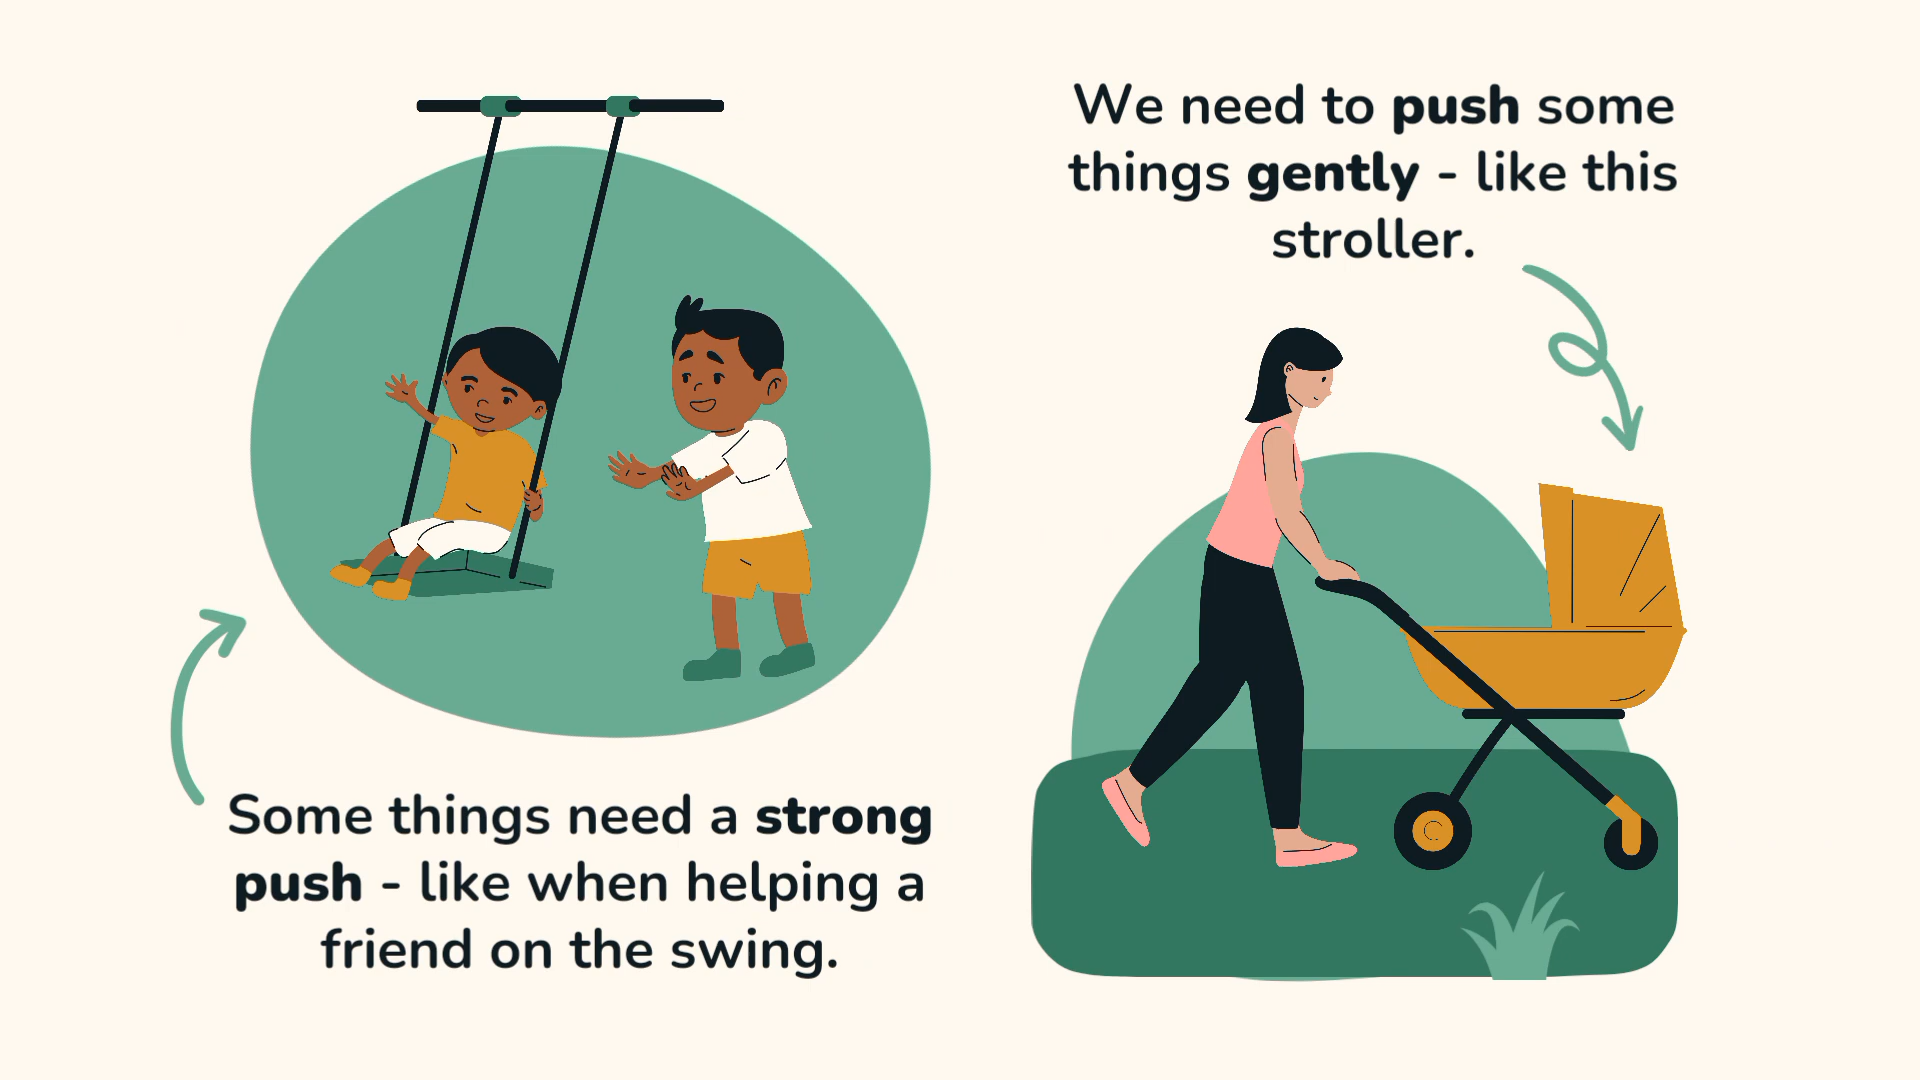 We need to push some
things gently - like this
stroller.
Some things need a strong
push - like when helping a
friend on the swing.